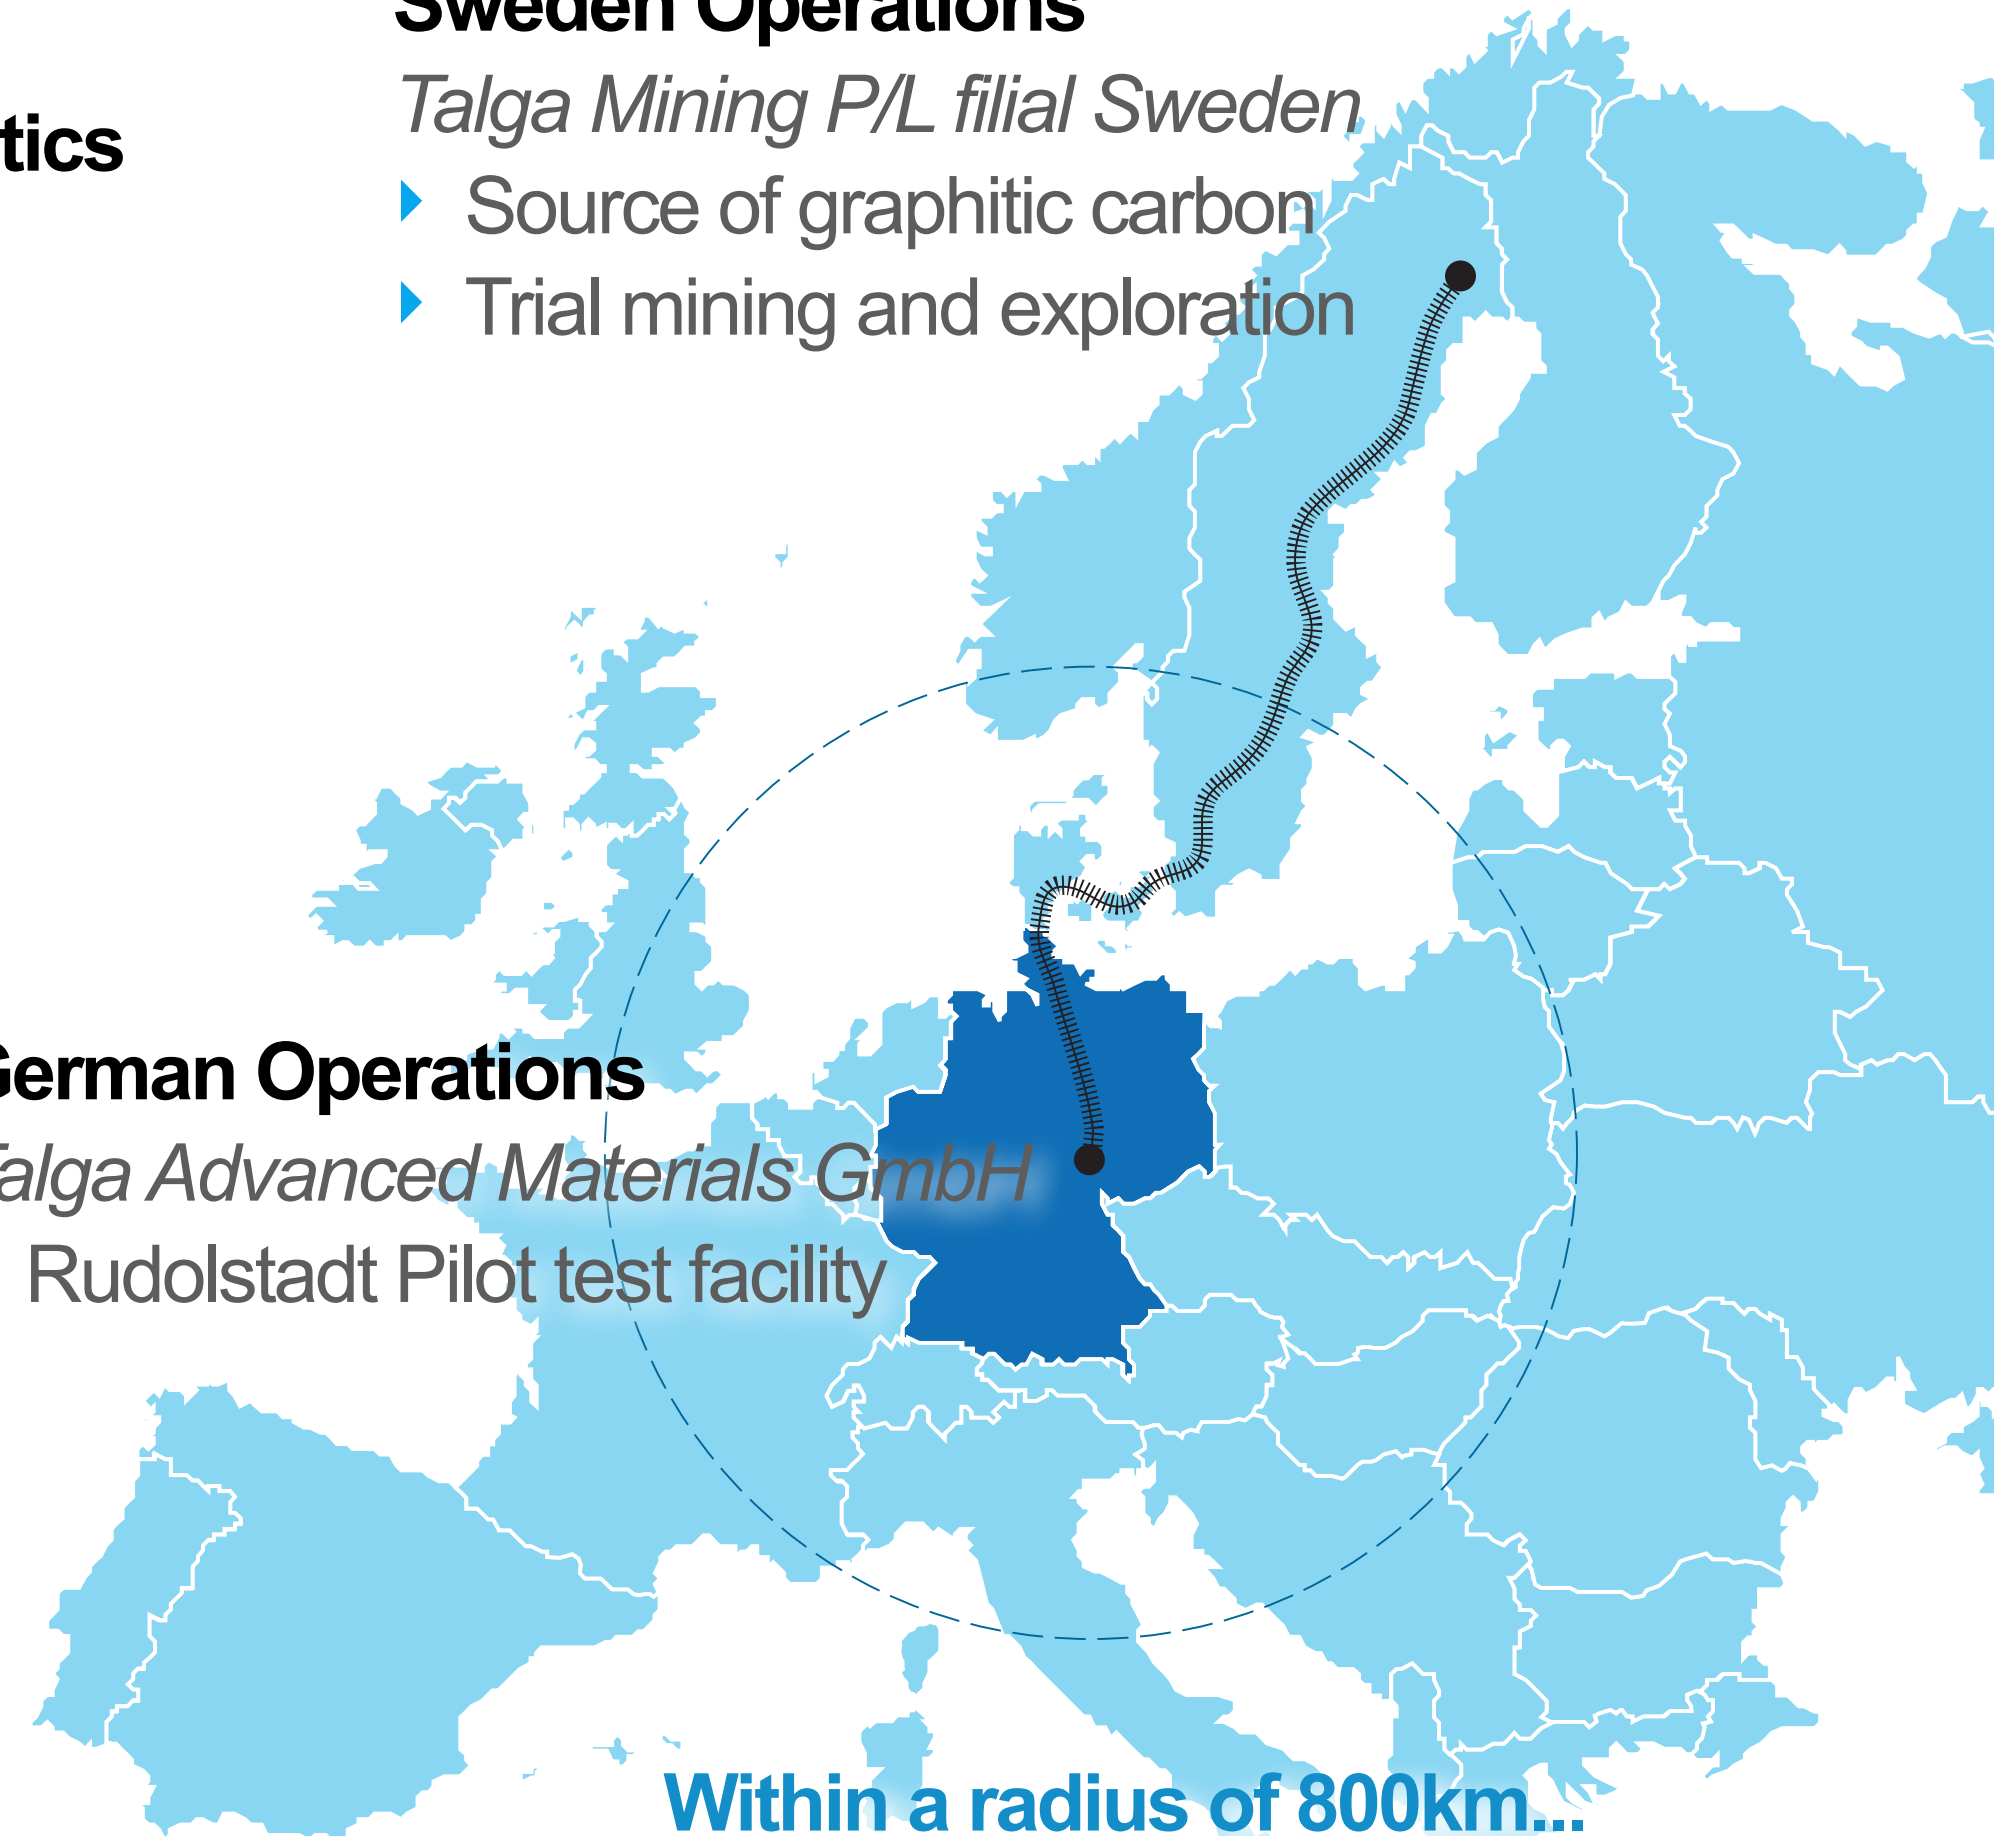 Sweden Operations
Talga Mining P/L filial Sweden
tics
Source of graphitic carbon
Trial mining and exploration
German Operations
Talga Advanced Materials GmbH
Rudolstadt Pilot test facility
Within a radius of 800km...